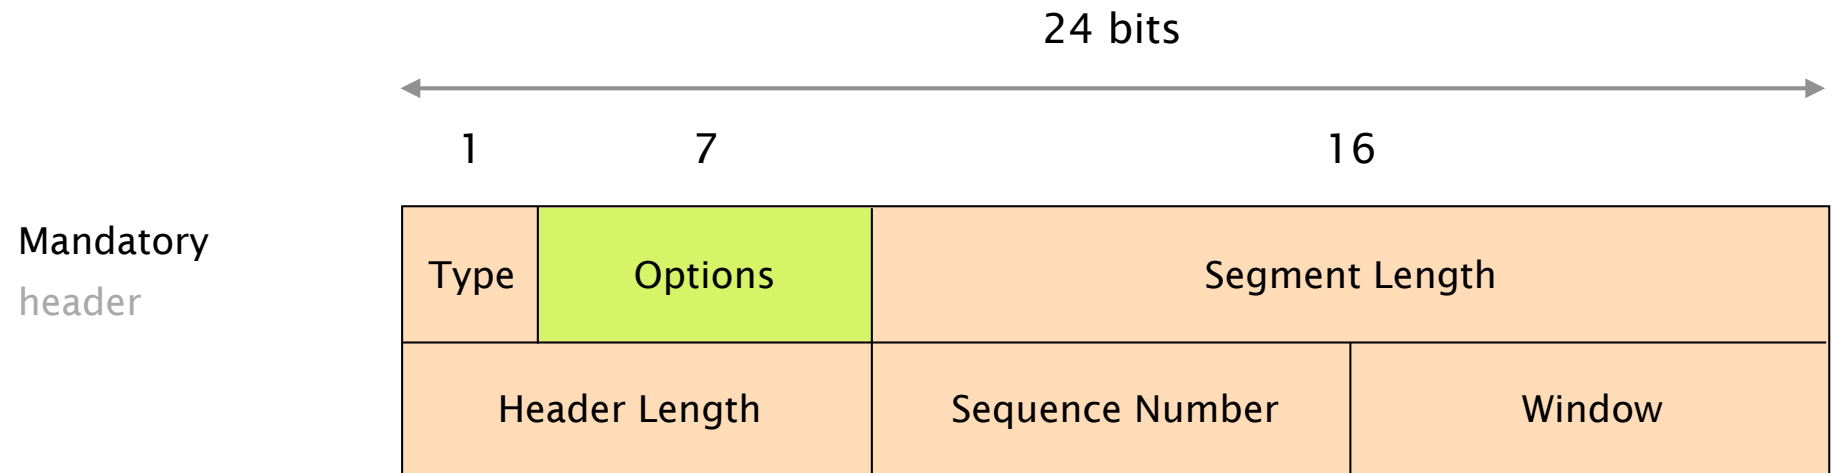 24 bits
1 7 16
Mandatory
header
Type Options Segment Length
Header Length Sequence Number Window